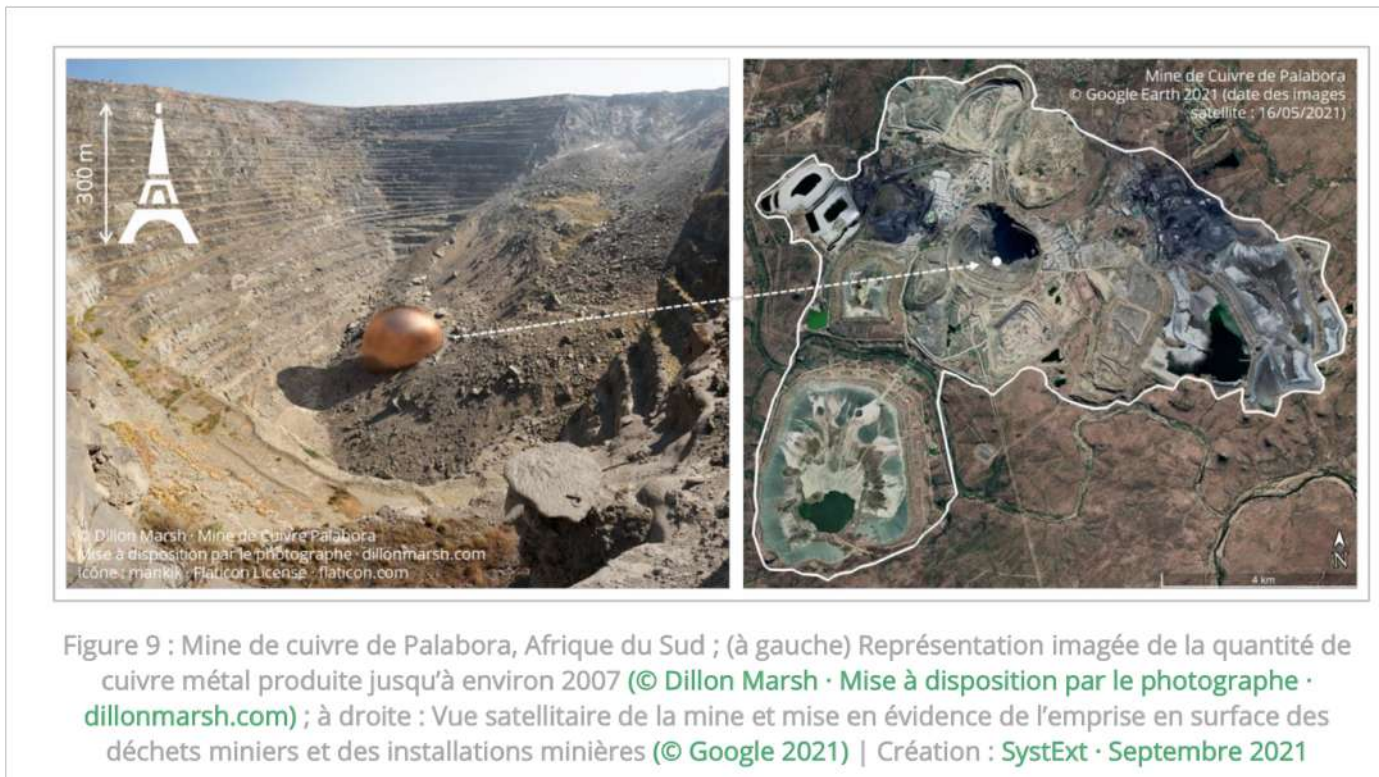 300 m
© Dillon Marsh · Mine de Cuivre Palabora
Mise à disposition par le photographe · dillonmarsh.com
Icône : mankik · Flaticon License · flaticon.com
Mine de Cuivre de Palabora
© Google Earth 2021 (date des images
satellite : 16/05/2021)
N
4 km
Figure 9 : Mine de cuivre de Palabora, Afrique du Sud ; (à gauche) Représentation imagée de la quantité de
cuivre métal produite jusqu’à environ 2007 (© Dillon Marsh · Mise à disposition par le photographe ·
dillonmarsh.com) ; à droite : Vue satellitaire de la mine et mise en évidence de l’emprise en surface des
déchets miniers et des installations minières (© Google 2021) | Création : SystExt · Septembre 2021